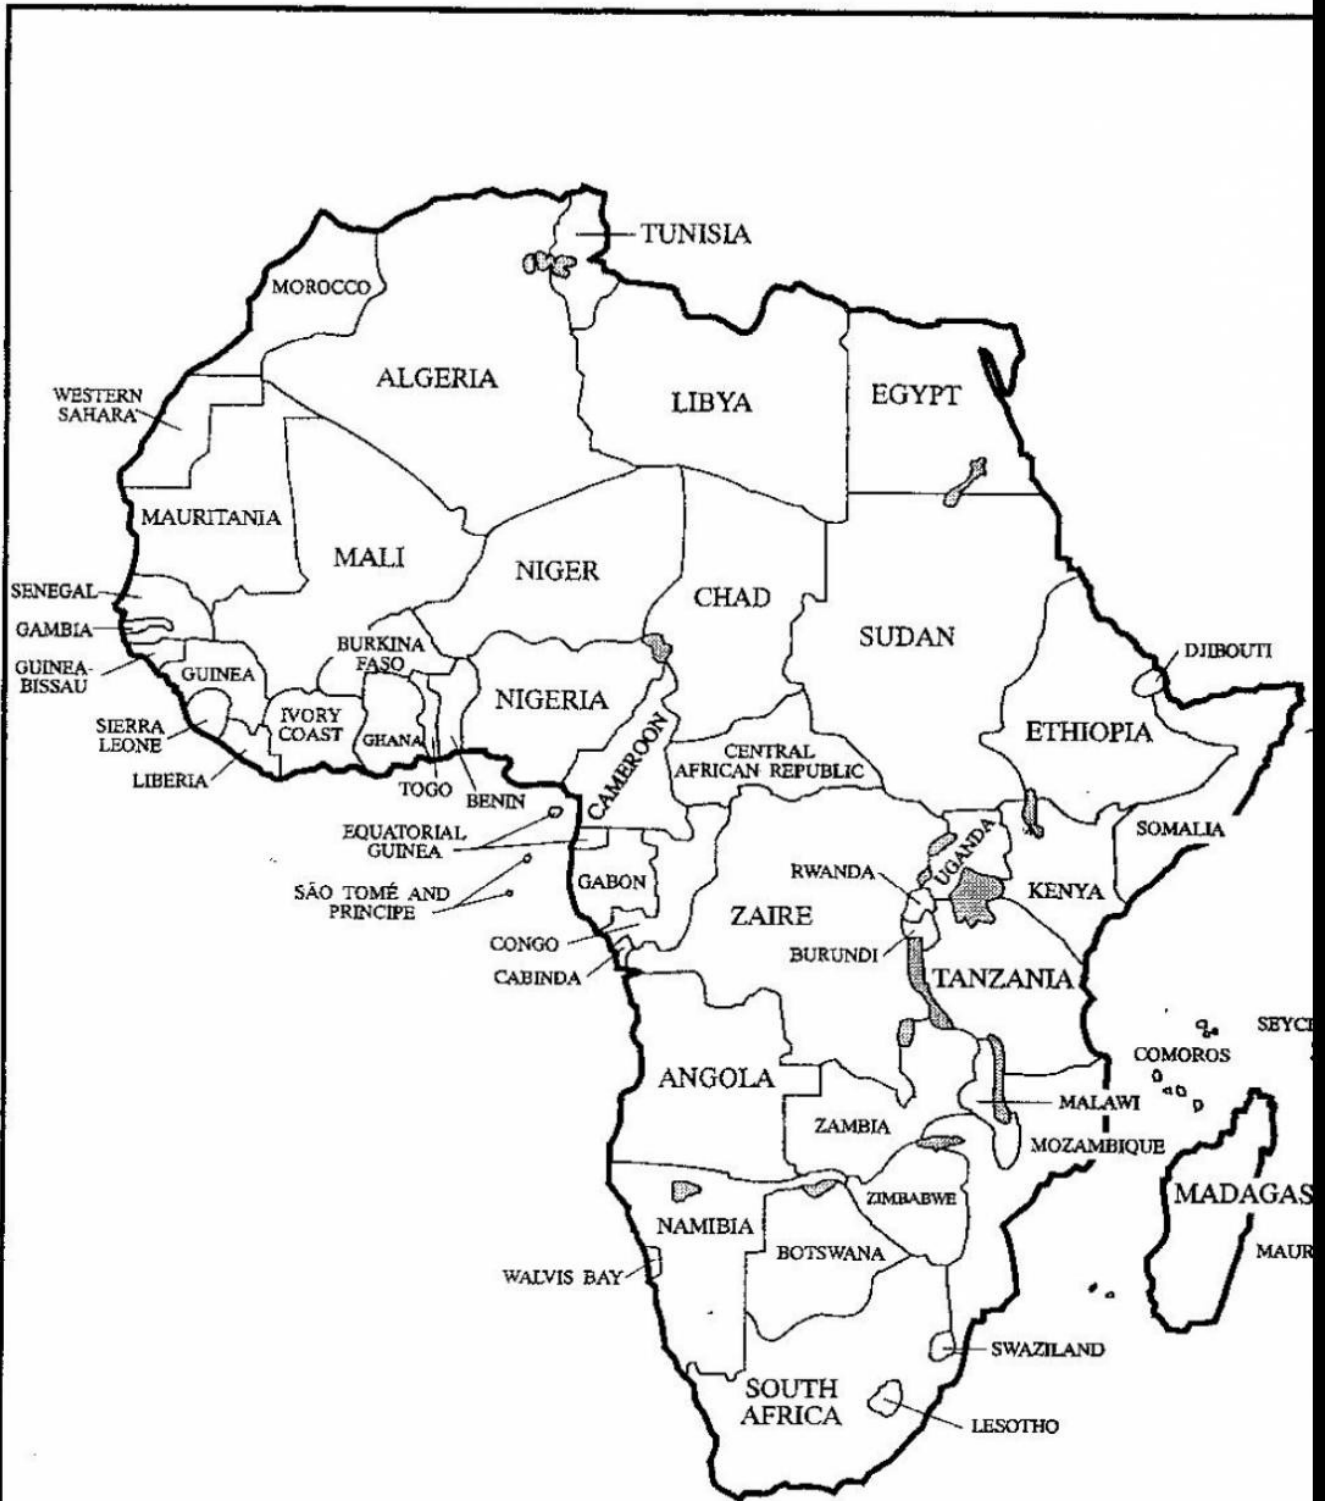 TUNISIA
MOROCCO
ALGERIA
LIBYA
EGYPT
WESTERN
SAHARA
MAURITANIA
MALI
NIGER
CHAD
SUDAN
SENEGAL
GAMBIA
GUINEA-
BISSAU
GUINEA
BURKINA
FASO
NIGERIA
DJIBOUTI
ETHIOPIA
SIERRA
LEONE
IVORY
COAST
GHANA
LIBERIA
TOGO
BENIN
CAMEROON
CENTRAL
AFRICAN REPUBLIC
SOMALIA
EQUATORIAL
GUINEA
UGANDA
KENYA
RWANDA
GABON
SÃO TOMÉ AND
PRINCIPE
ZAIRE
CONGO
BURUNDI
CABINDA
TANZANIA
SEYC
COMOROS
ANGOLA
MALAWI
ZAMBIA
MOZAMBIQUE
MADAGAS
ZIMBABWE
NAMIBIA
BOTSWANA
MAUR
WALVIS BAY
SWAZILAND
SOUTH
AFRICA
LESOTHO